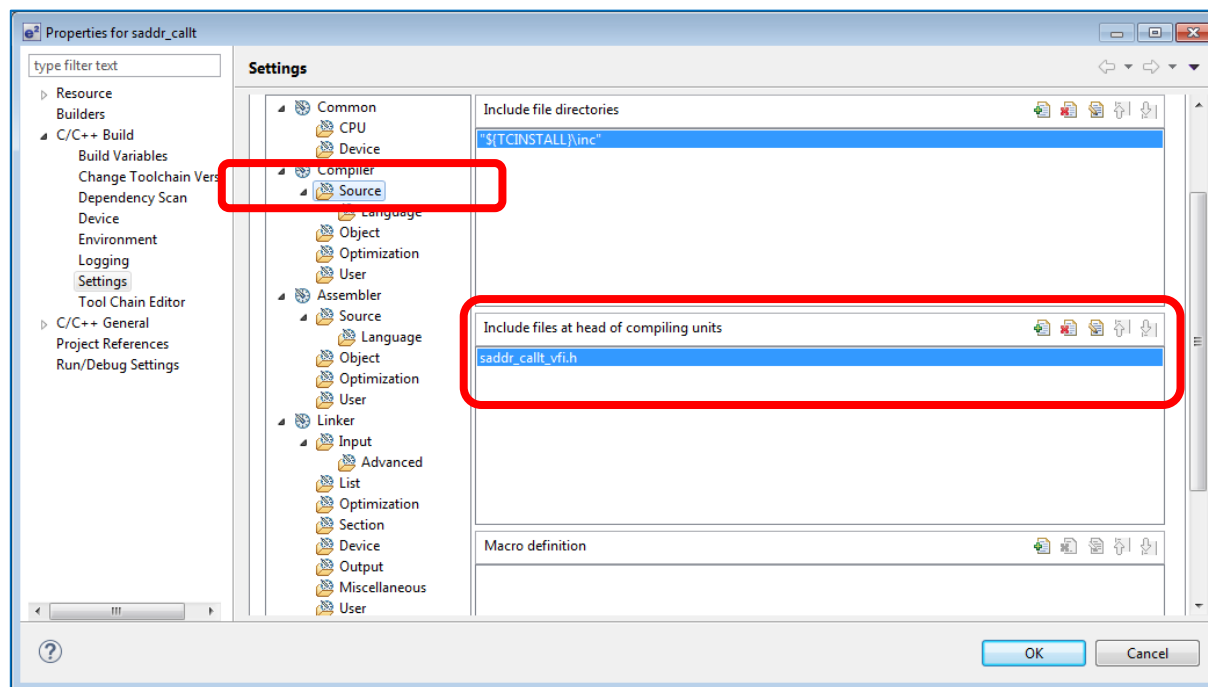 e² Properties for saddr_callt
type filter text
Resource
Builders
C/C++ Build
Build Variables
Change Toolchain Vers
Dependency Scan
Device
Environment
Logging
Settings
Tool Chain Editor
C/C++ General
Project References
Run/Debug Settings
Settings
Common
CPU
Device
Compiler
Source
Language
Object
Optimization
User
Assembler
Source
Language
Object
Optimization
User
Linker
Input
Advanced
List
Optimization
Section
Device
Output
Miscellaneous
User
Include file directories
"${TCINSTALL}\inc"
Include files at head of compiling units
saddr_callt_vfi.h
Macro definition
OK
Cancel